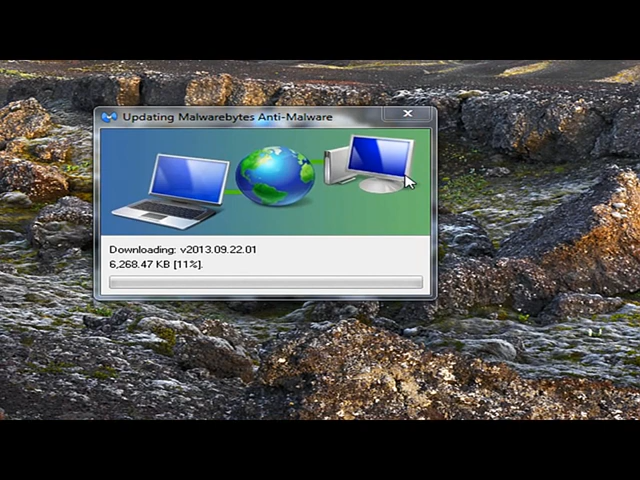 Updating Malwarebytes Anti-Malware
Downloading: v2013.09.22.01
6,268.47 KB [11%].